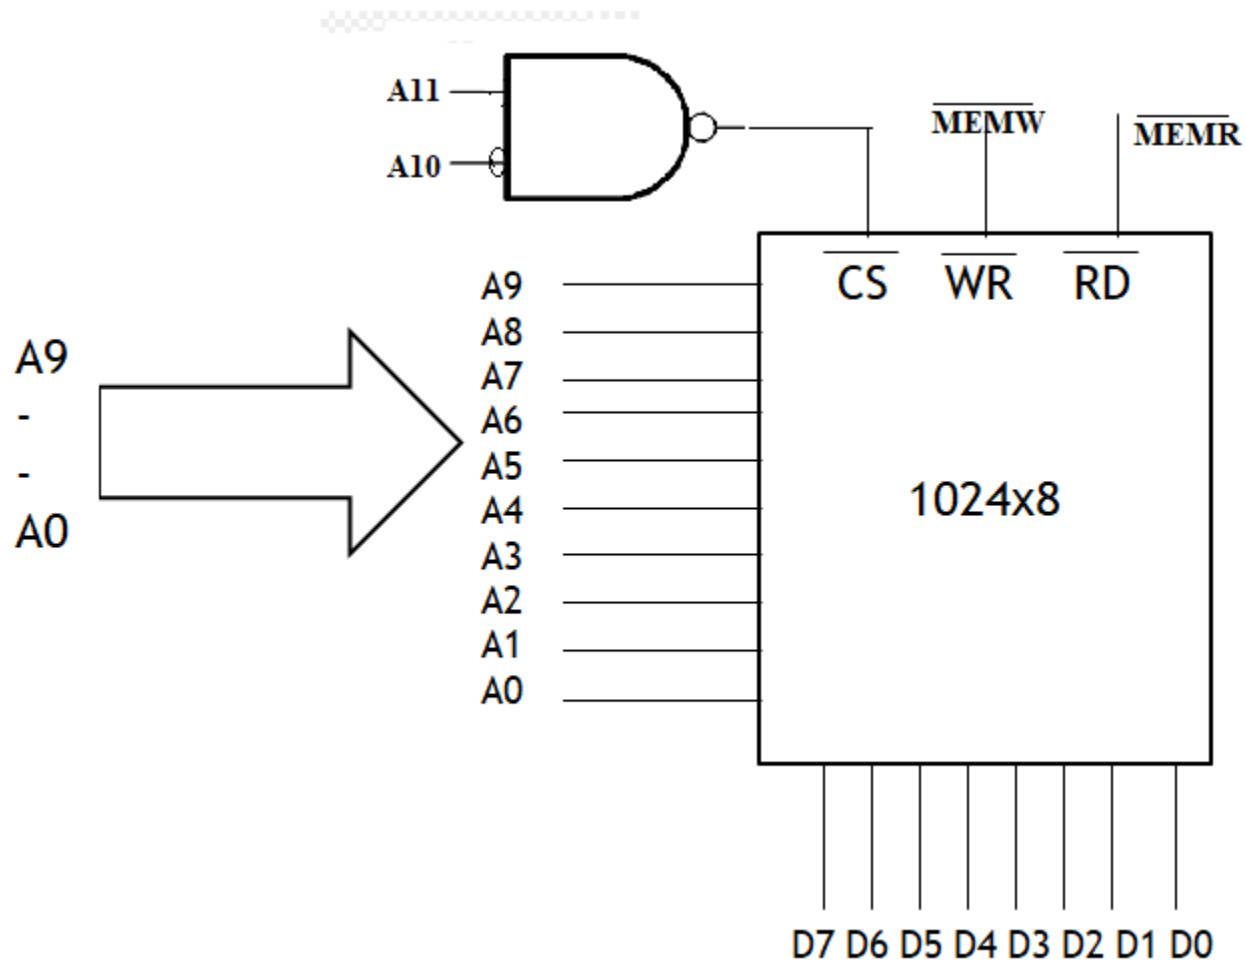 A11
A10
MEMW
MEMR
CS WR RD
A9
A8
A7
A6
A5
A4
A3
A2
A1
A0
A9
-
-
A0
1024x8
D7 D6 D5 D4 D3 D2 D1 D0